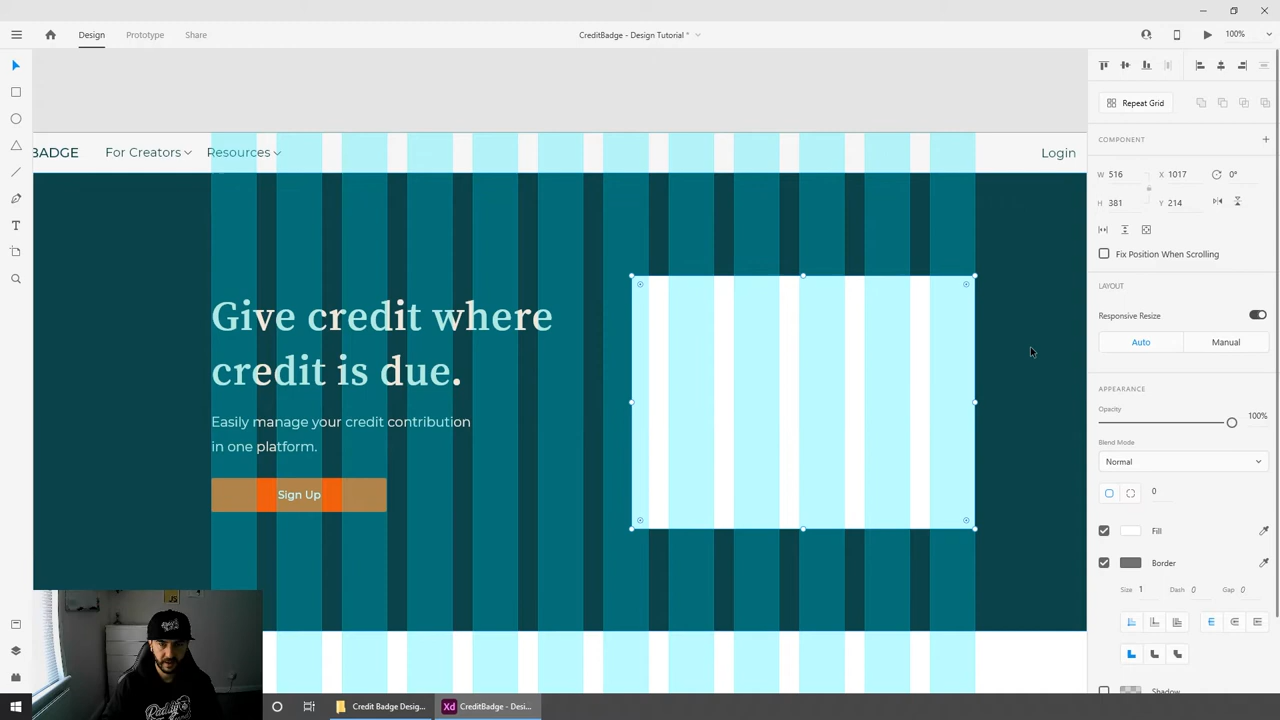 Design
Prototype
Share
CreditBadge - Design Tutorial *
100%
Repeat Grid
COMPONENT
W 516
X 1017
0°
H 381
Y 214
Fix Position When Scrolling
LAYOUT
Responsive Resize
Auto
Manual
APPEARANCE
Opacity
100%
Blend Mode
Normal
0
Fill
Border
Size 1
Dash 0
Gap 0
Shadow
BADGE
For Creators
Resources
Login
Give credit where
credit is due.
Easily manage your credit contribution
in one platform.
Sign Up
Credit Badge Desig...
Xd
CreditBadge - Desi...